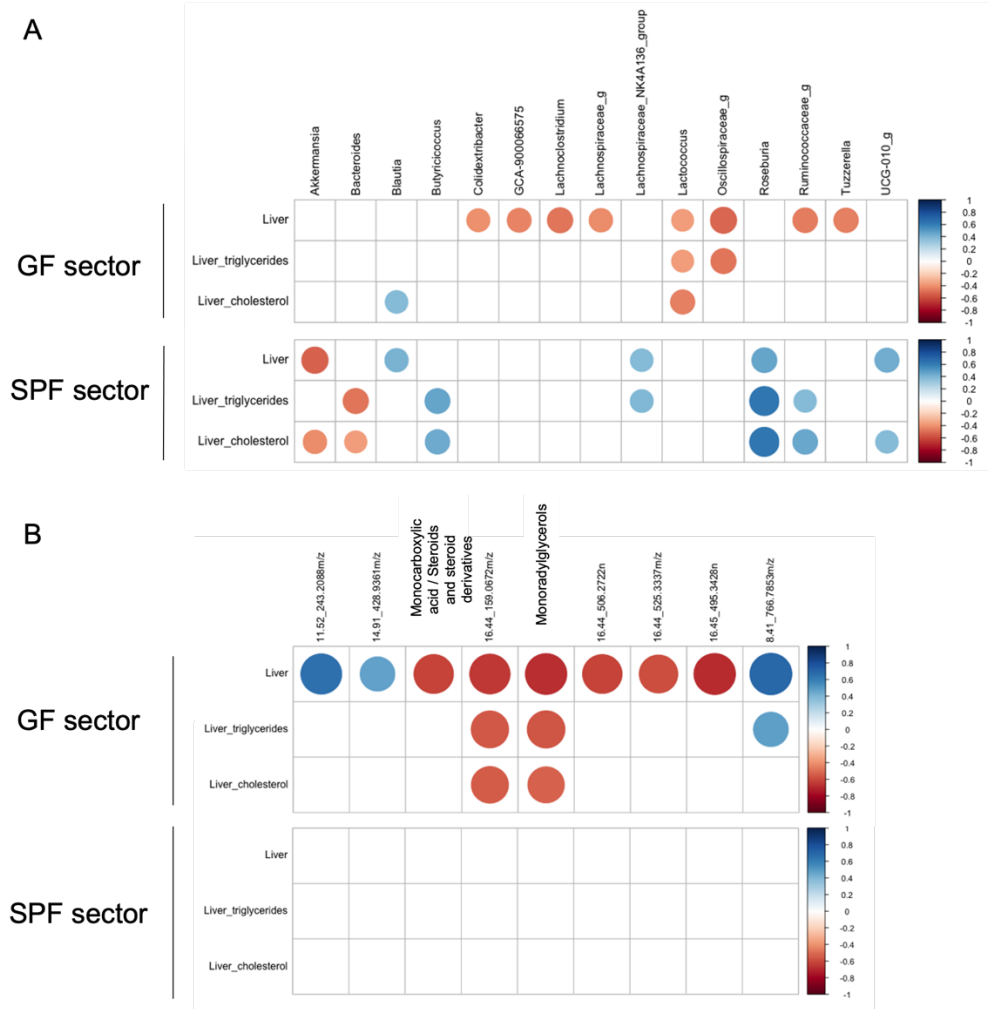 A
Akkermansia
Bacteroides
Blautia
Butyricicoccus
Colidextribacter
GCA-900066575
Lachnoclostridium
Lachnospiraceae_g
Lachnospiraceae_NK4A136_group
Lactococcus
Oscillospiraceae_g
Roseburia
Ruminococcaceae_g
Tuzzerella
UCG-010_g
GF sector
Liver
Liver_triglycerides
Liver_cholesterol
1
0.8
0.6
0.4
0.2
0
-0.2
-0.4
-0.6
-0.8
-1
SPF sector
Liver
Liver_triglycerides
Liver_cholesterol
1
0.8
0.6
0.4
0.2
0
-0.2
-0.4
-0.6
-0.8
-1
B
11.52_243.2088m/z
14.91_428.9361m/z
Monocarboxylic
acid / Steroids
and steroid
derivatives
16.44_159.0672m/z
Monoradylglycerols
16.44_506.2722n
16.44_525.3337m/z
16.45_495.3428n
8.41_766.7853m/z
GF sector
Liver
Liver_triglycerides
Liver_cholesterol
1
0.8
0.6
0.4
0.2
0
-0.2
-0.4
-0.6
-0.8
-1
SPF sector
Liver
Liver_triglycerides
Liver_cholesterol
1
0.8
0.6
0.4
0.2
0
-0.2
-0.4
-0.6
-0.8
-1